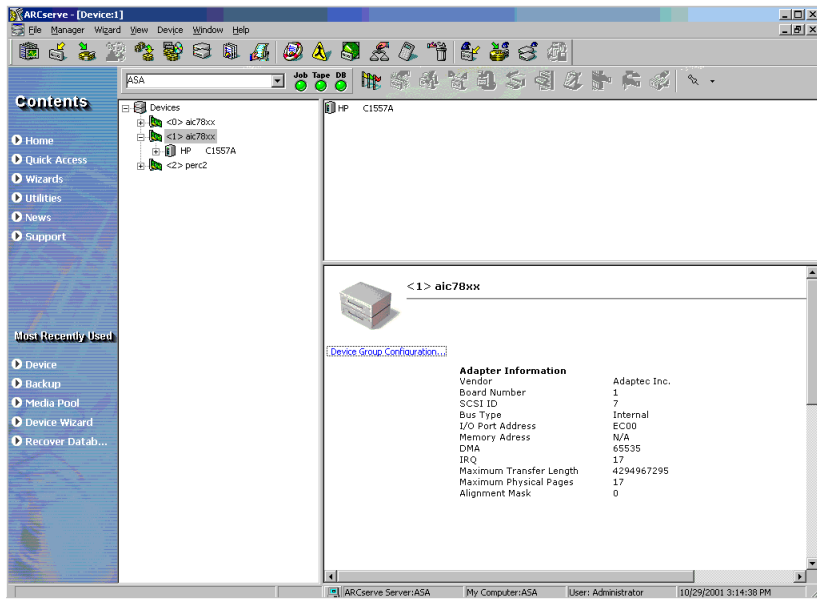 ARCserve - [Device:1]
File Manager Wizard View Device Window Help
ASA
Job Tape DB
Contents
Home
Quick Access
Wizards
Utilities
News
Support
Most Recently Used
Device
Backup
Media Pool
Device Wizard
Recover Datab...
Devices
<0> aic78xx
<1> aic78xx
HP C1557A
<2> perc2
HP C1557A
<1> aic78xx
Device Group Configuration...
Adapter Information
Vendor Adaptec Inc.
Board Number 1
SCSI ID 7
Bus Type Internal
I/O Port Address EC00
Memory Adress N/A
DMA 65535
IRQ 17
Maximum Transfer Length 4294967295
Maximum Physical Pages 17
Alignment Mask 0
ARCserve Server:ASA My Computer:ASA User: Administrator 10/29/2001 3:14:38 PM